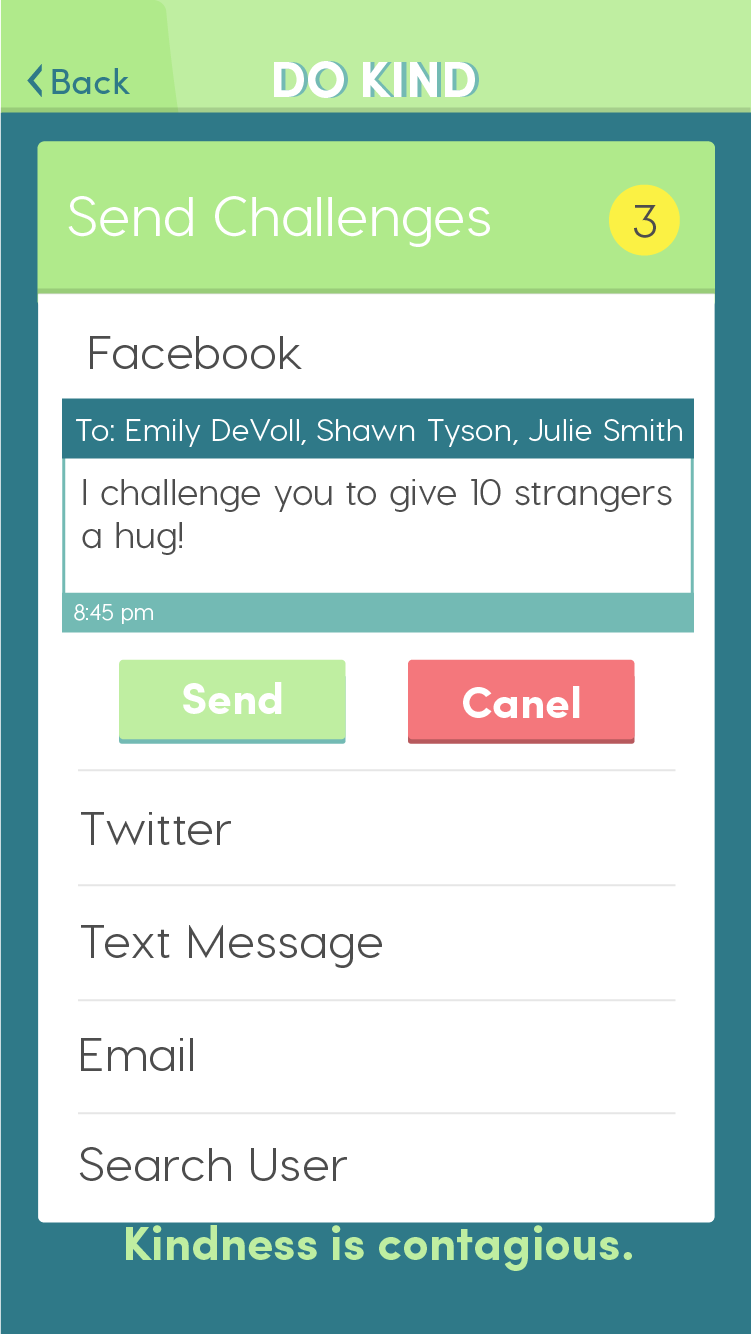 Back
DO KIND
Send Challenges
3
Facebook
To: Emily DeVoll, Shawn Tyson, Julie Smith
I challenge you to give 10 strangers
a hug!
8:45 pm
Send
Canel
Twitter
Text Message
Email
Search User
Kindness is contagious.